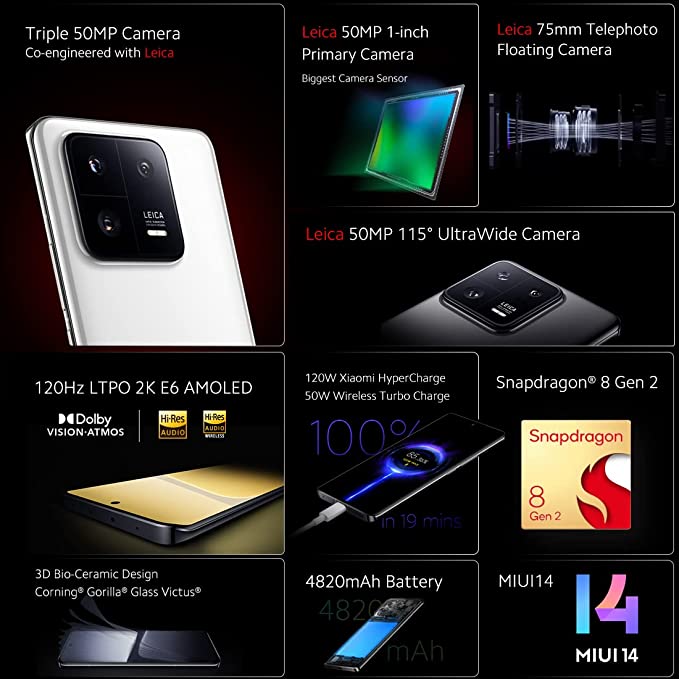 Triple 50MP Camera
Co-engineered with Leica
LEICA
Leica 50MP 1-inch
Primary Camera
Biggest Camera Sensor
Leica 75mm Telephoto
Floating Camera
Leica 50MP 115° UltraWide Camera
LEICA
120Hz LTPO 2K E6 AMOLED
Dolby
VISION·ATMOS
Hi-Res
AUDIO
Hi-Res
AUDIO
WIRELESS
120W Xiaomi HyperCharge
50W Wireless Turbo Charge
100%
in 19 mins
Snapdragon® 8 Gen 2
Snapdragon
8
Gen 2
3D Bio-Ceramic Design
Corning® Gorilla® Glass Victus®
4820mAh Battery
4820
mAh
MIUI14
14
MIUI 14